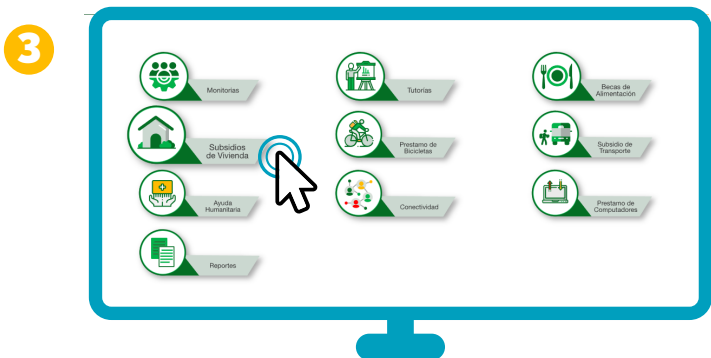 3
Monitorias
Tutorías
Becas de
Alimentación
Subsidios
de Vivienda
Prestamo de
Bicicletas
Subsidio de
Transporte
Ayuda
Humanitaria
Conectividad
Prestamo de
Computadores
Reportes